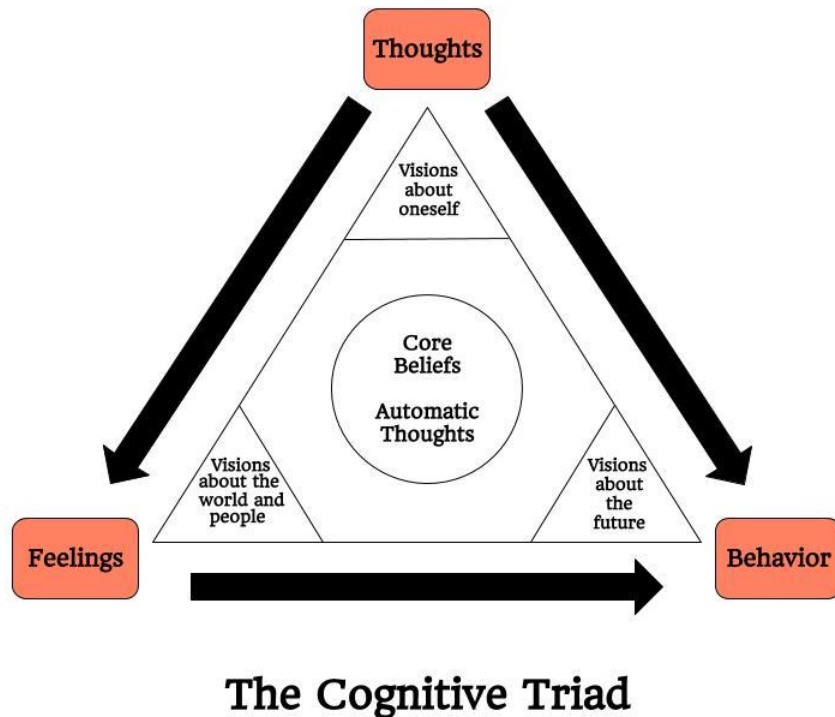 Thoughts
Visions
about
oneself
Core
Beliefs
Automatic
Thoughts
Visions
about the
world and
people
Visions
about
the
future
Feelings
Behavior
The Cognitive Triad